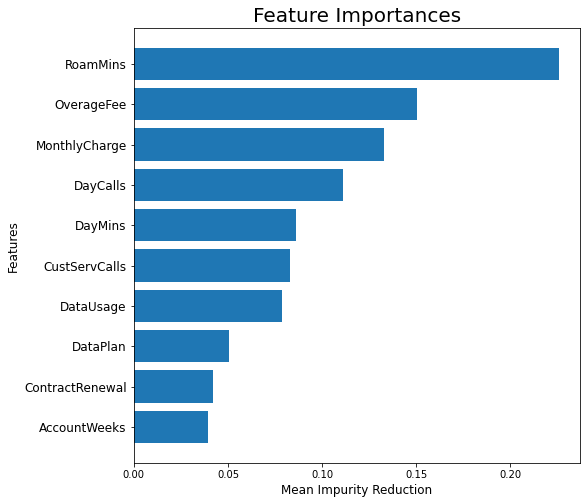 Feature Importances
RoamMins
OverageFee
MonthlyCharge
DayCalls
DayMins
CustServCalls
DataUsage
DataPlan
ContractRenewal
AccountWeeks
Features
0.00 0.05 0.10 0.15 0.20
Mean Impurity Reduction